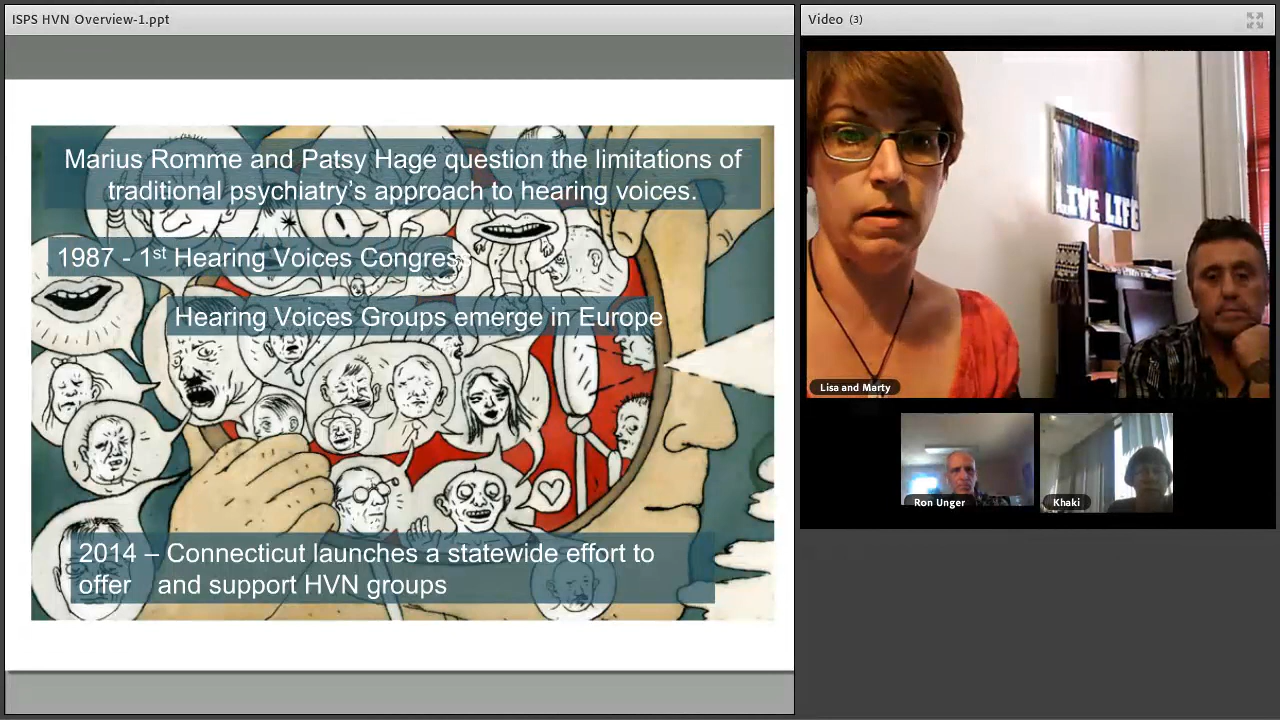 ISPS HVN Overview-1.ppt
Video (3)
Marius Romme and Patsy Hage question the limitations of
traditional psychiatry's approach to hearing voices.
1987 - 1st Hearing Voices Congress
Hearing Voices Groups emerge in Europe
2014 – Connecticut launches a statewide effort to
offer and support HVN groups
LIVE LIFE
Lisa and Marty
Ron Unger
Khaki